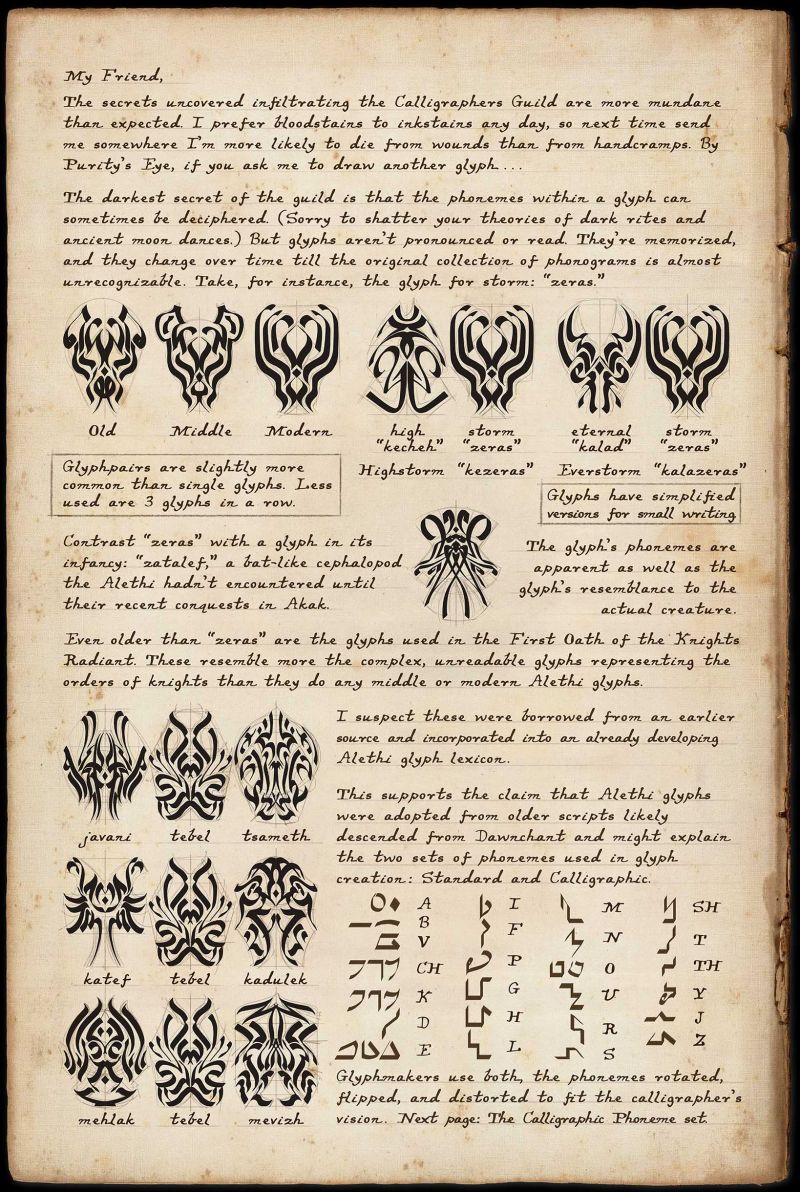 My Friend,
The secrets uncovered infiltrating the Calligraphers Guild are more mundane
than expected. I prefer bloodstains to inkstains any day, so next time send
me somewhere I'm more likely to die from wounds than from handcramps. By
Purity's Eye, if you ask me to draw another glyph...
The darkest secret of the guild is that the phonemes within a glyph can
sometimes be deciphered. (Sorry to shatter your theories of dark rites and
ancient moon dances.) But glyphs aren't pronounced or read. They're memorized,
and they change over time till the original collection of phonograms is almost
unrecognizable. Take, for instance, the glyph for storm: "zeras."
Old Middle Modern
high storm eternal storm
"kecheh" "zeras" "kalad" "zeras"
Highstorm "kezeras" Everstorm "kalazeras"
Glyphpairs are slightly more
common than single glyphs. Less
used are 3 glyphs in a row.
Glyphs have simplified
versions for small writing
Contrast "zeras" with a glyph in its
infancy: "zatalef," a bat-like cephalopod
the Alethi hadn't encountered until
their recent conquests in Akak.
The glyph's phonemes are
apparent as well as the
glyph's resemblance to the
actual creature.
Even older than "zeras" are the glyphs used in the First Oath of the Knights
Radiant. These resemble more the complex, unreadable glyphs representing the
orders of knights than they do any middle or modern Alethi glyphs.
javani tebel tsameth
katef tebel kadulek
mehlak tebel mevizh
I suspect these were borrowed from an earlier
source and incorporated into an already developing
Alethi glyph lexicon.
This supports the claim that Alethi glyphs
were adopted from older scripts likely
descended from Dawnchant and might explain
the two sets of phonemes used in glyph
creation: Standard and Calligraphic.
A I M SH
B F N T
V P O TH
CH G U Y
K H R J
D L S Z
E
Glyphmakers use both, the phonemes rotated,
flipped, and distorted to fit the calligrapher's
vision. Next page: The Calligraphic Phoneme set.